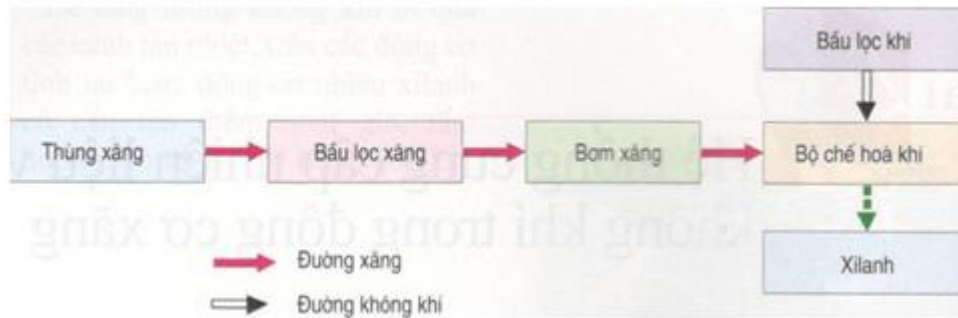 Bầu lọc khí
Thùng xăng
Bầu lọc xăng
Bơm xăng
Bộ chế hoà khí
Xilanh
Đường xăng
Đường không khí